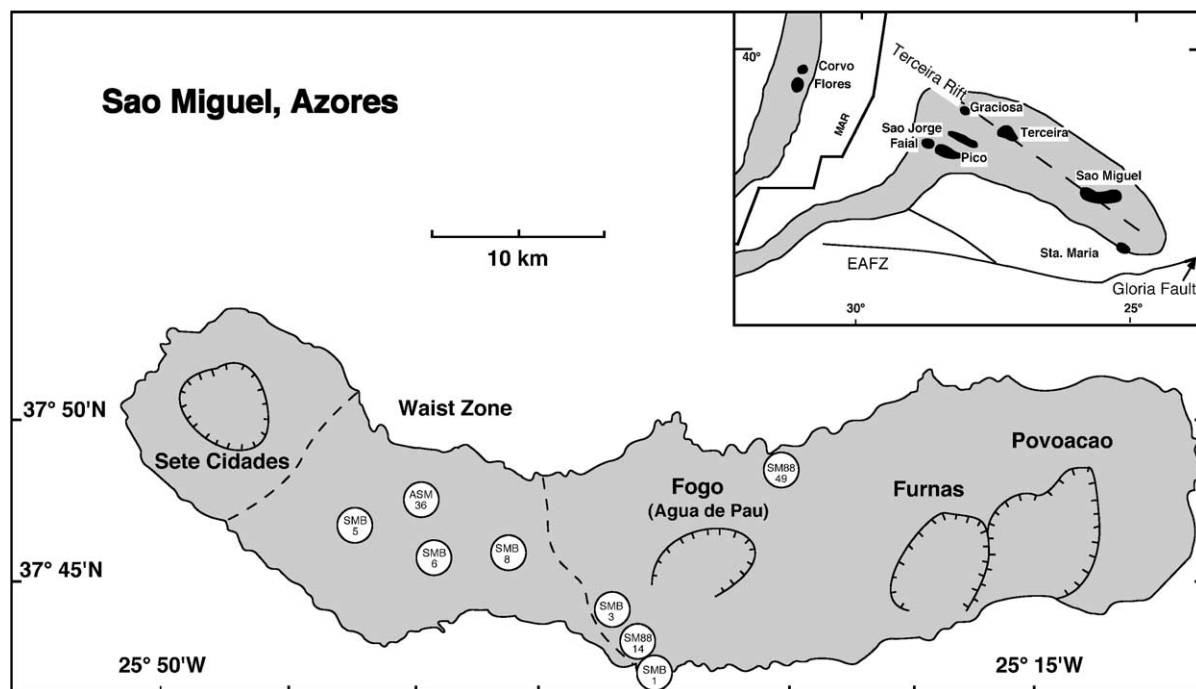 Sao Miguel, Azores
10 km
40°
Corvo
Flores
MAR
Terceira Rift
Graciosa
Sao Jorge
Terceira
Faial
Pico
Sao Miguel
Sta. Maria
EAFZ
Gloria Fault
30°
25°
37° 50'N
Waist Zone
Sete Cidades
Povoacao
Fogo
(Agua de Pau)
Furnas
SM88
49
ASM
36
SMB
5
SMB
6
SMB
8
37° 45'N
SMB
3
SM88
14
SMB
1
25° 50'W
25° 15'W